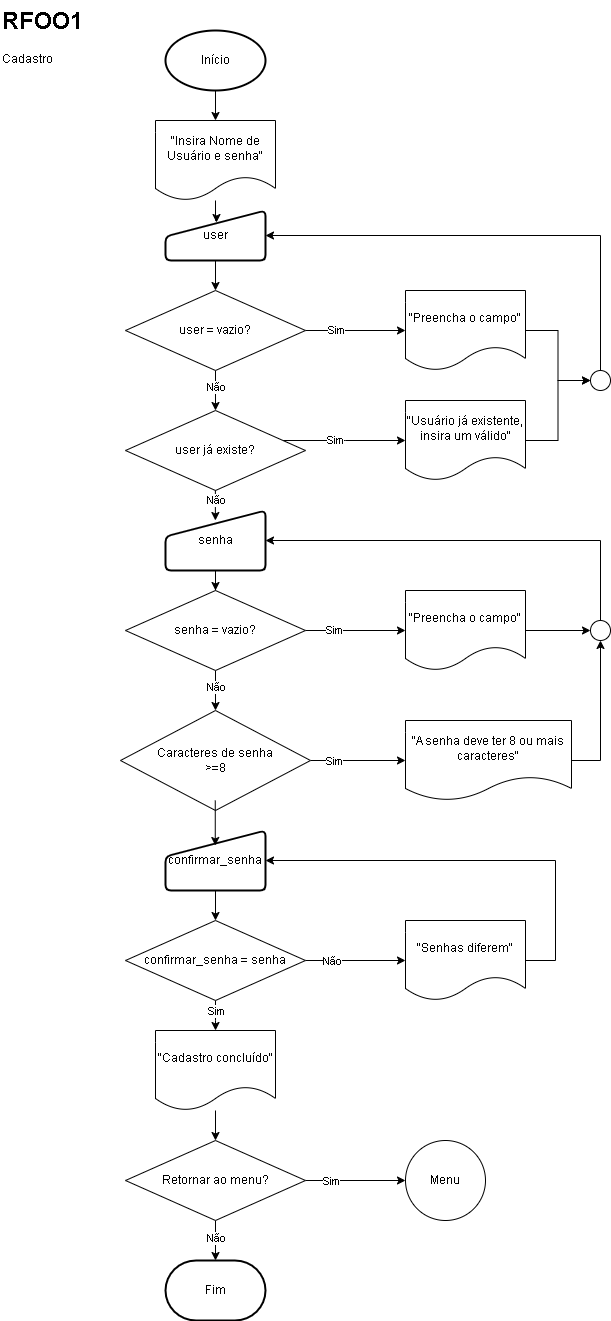 RFOO1
Cadastro
Início
"Insira Nome de
Usuário e senha"
user
user = vazio?
Sim
"Preencha o campo"
Não
user já existe?
Sim
"Usuário já existente,
insira um válido"
Não
senha
senha = vazio?
Sim
"Preencha o campo"
Não
Caracteres de senha
>=8
Sim
"A senha deve ter 8 ou mais
caracteres"
confirmar_senha
confirmar_senha = senha
Não
"Senhas diferem"
Sim
"Cadastro concluído"
Retornar ao menu?
Sim
Menu
Não
Fim